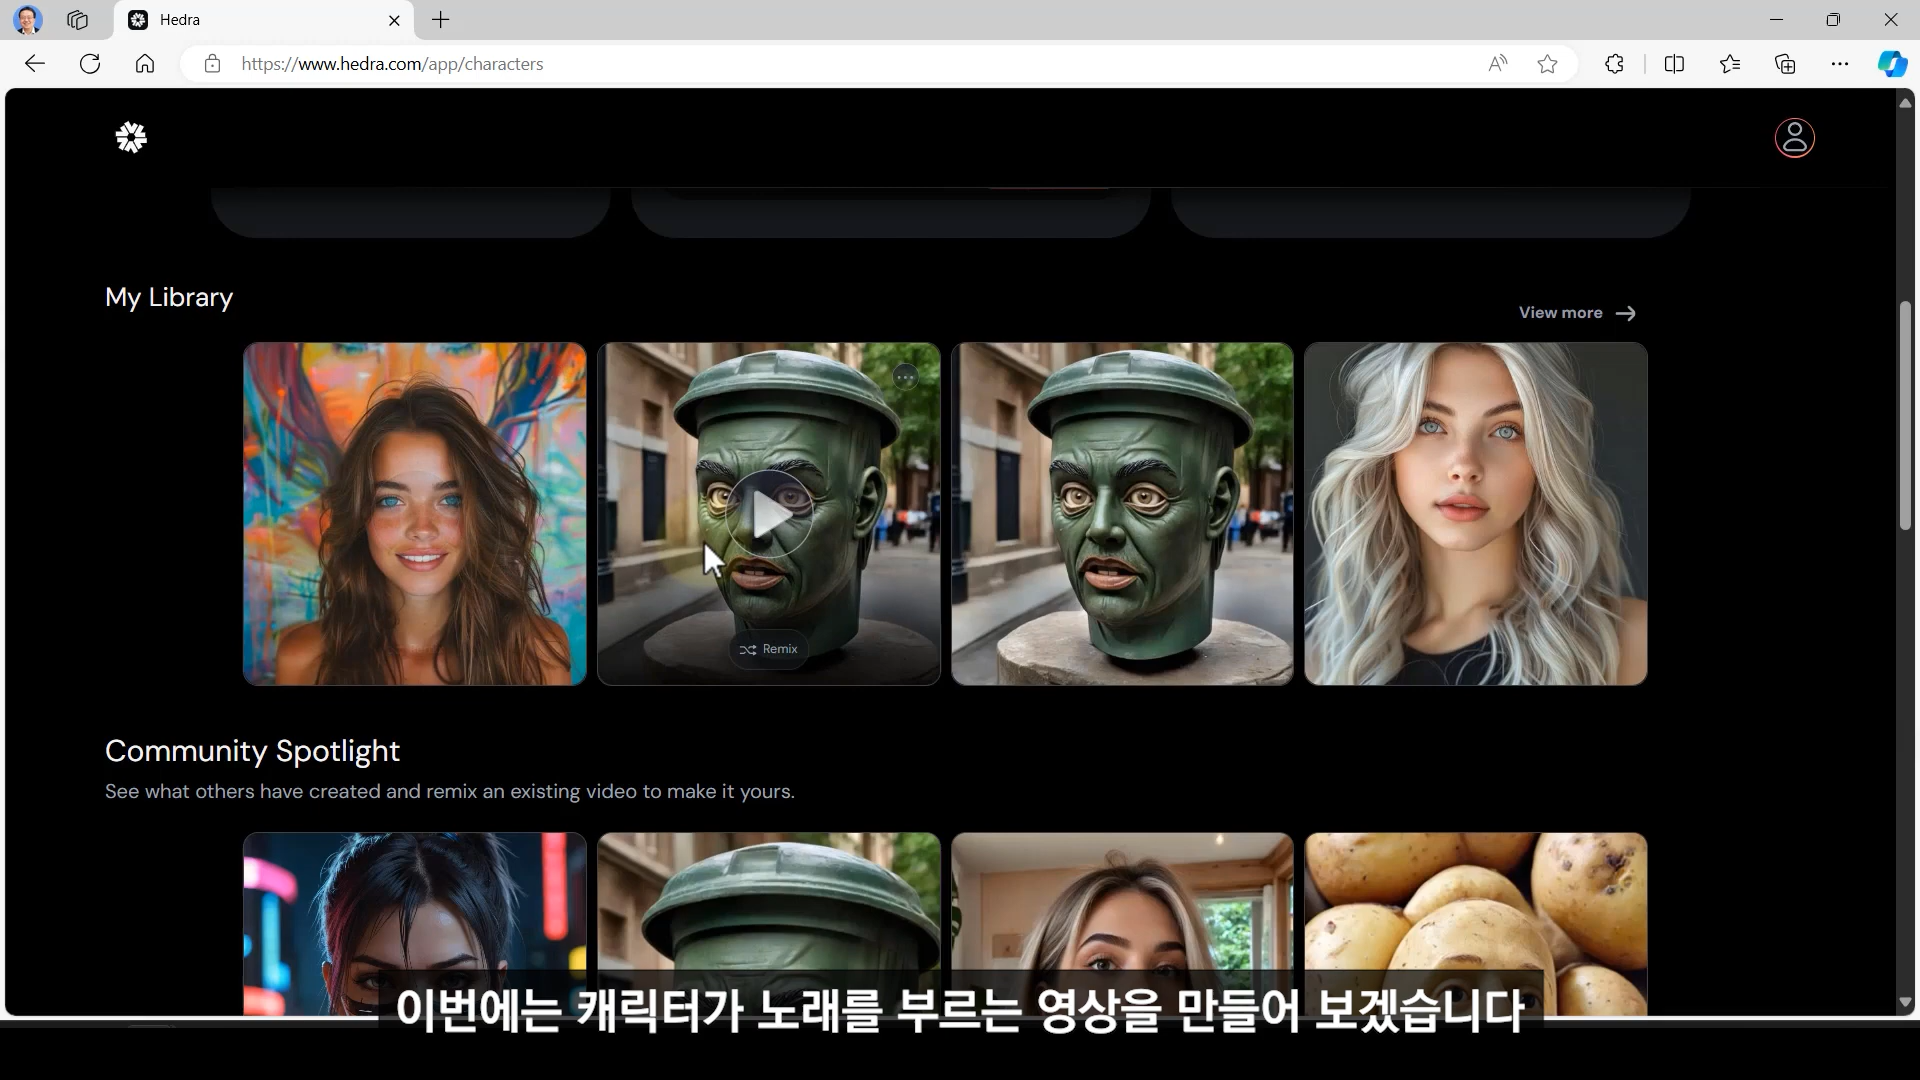 Hedra
https://www.hedra.com/app/characters
My Library
View more
Remix
Community Spotlight
See what others have created and remix an existing video to make it yours.
이번에는 캐릭터가 노래를 부르는 영상을 만들어 보겠습니다